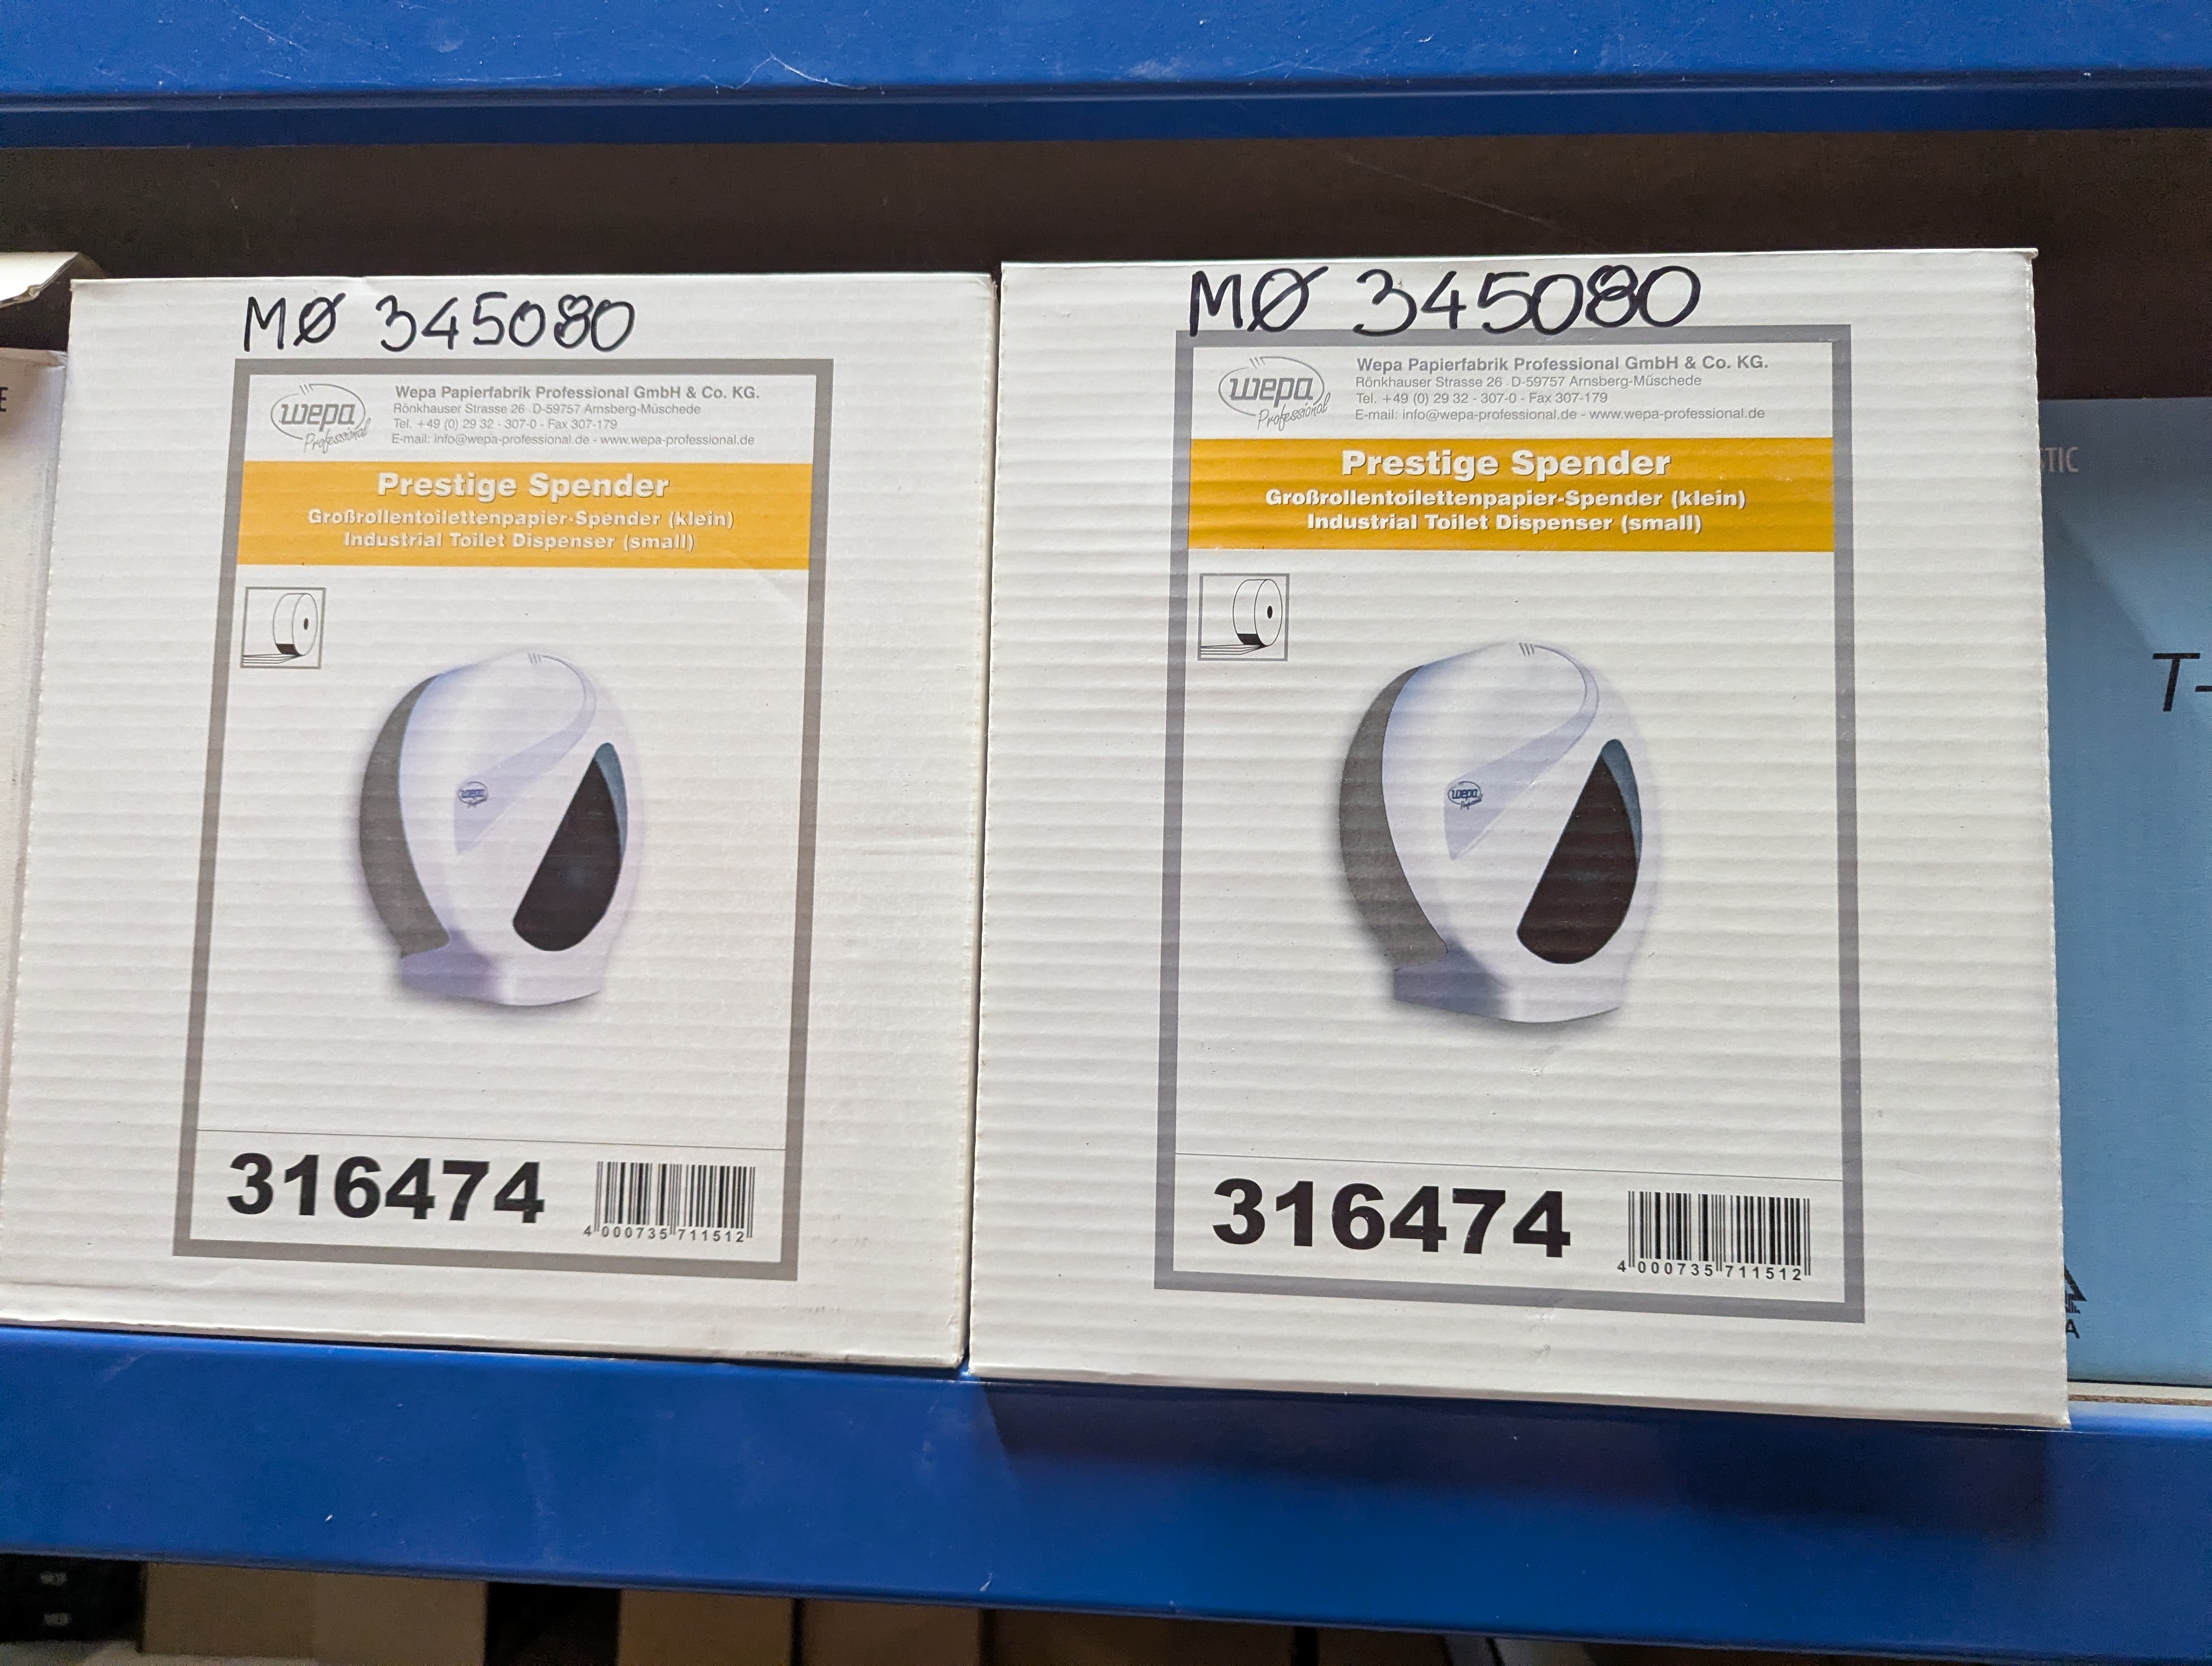 MØ 345080
wepa
Professional
Wepa Papierfabrik Professional GmbH & Co. KG.
Rönkhauser Strasse 26 D-59757 Arnsberg-Müschede
Tel. +49 (0) 29 32 - 307-0 - Fax 307-179
E-mail: info@wepa-professional.de - www.wepa-professional.de
Prestige Spender
Großrollentoilettenpapier-Spender (klein)
Industrial Toilet Dispenser (small)
wepa
316474
4 000735 711512
MØ 345080
wepa
Professional
Wepa Papierfabrik Professional GmbH & Co. KG.
Rönkhauser Strasse 26 D-59757 Arnsberg-Müschede
Tel. +49 (0) 29 32 - 307-0 - Fax 307-179
E-mail: info@wepa-professional.de - www.wepa-professional.de
Prestige Spender
Großrollentoilettenpapier-Spender (klein)
Industrial Toilet Dispenser (small)
wepa
Professional
316474
4 000735 711512
STIC
T-